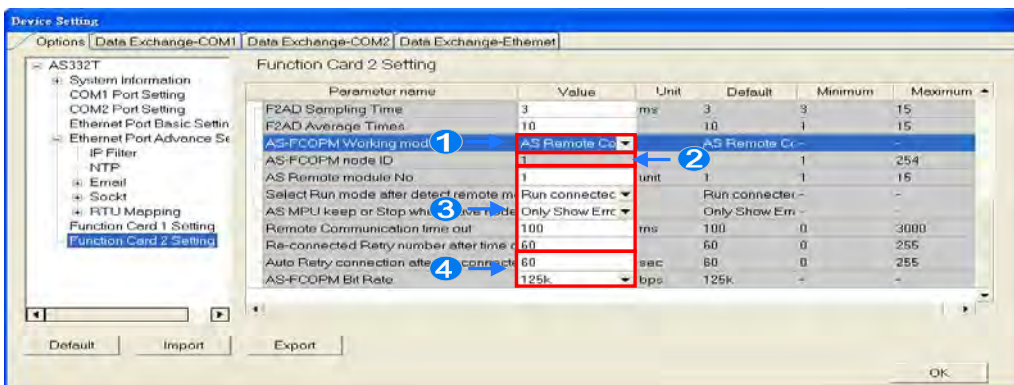 Device Setting
Options Data Exchange-COM1 Data Exchange-COM2 Data Exchange-Ethernet
AS332T
System Information
COM1 Port Setting
COM2 Port Setting
Ethernet Port Basic Settin
Ethernet Port Advance Se
IP Filter
NTP
Email
Sockt
RTU Mapping
Function Card 1 Setting
Function Card 2 Setting
Function Card 2 Setting
Parameter name Value Unit Default Minimum Maximum
F2AD Sampling Time 3 ms 3 3 15
F2AD Average Times 10 10 1 15
AS-FCOPM Working mod 1 AS Remote Co AS Remote Co -
AS-FCOPM node ID 1 2 1 254
AS Remote module No. 1 unit 1 1 15
Select Run mode after detect remote m Run connectec Run connectec - -
AS MPU keep or Stop whe 3 ave node Only Show Errc Only Show Errc - -
Remote Communication time out 100 ms 100 0 3000
Re-connected Retry number after time o 60 60 0 255
Auto Retry connection afte 4 connecte 60 sec 60 0 255
AS-FCOPM Bit Rate 125k bps 125k - -
Default Import Export
OK